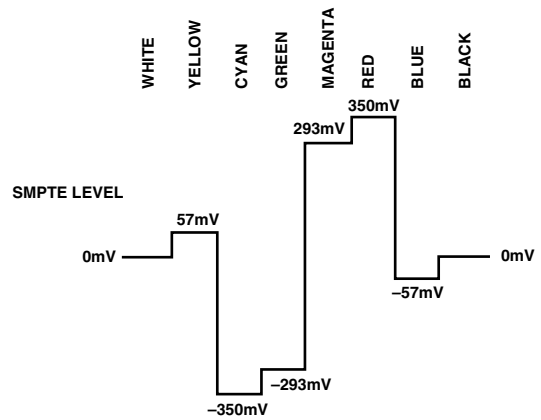 WHITE
YELLOW
CYAN
GREEN
MAGENTA
RED
BLUE
BLACK
350mV
293mV
SMPTE LEVEL
57mV
0mV
0mV
–57mV
–293mV
–350mV